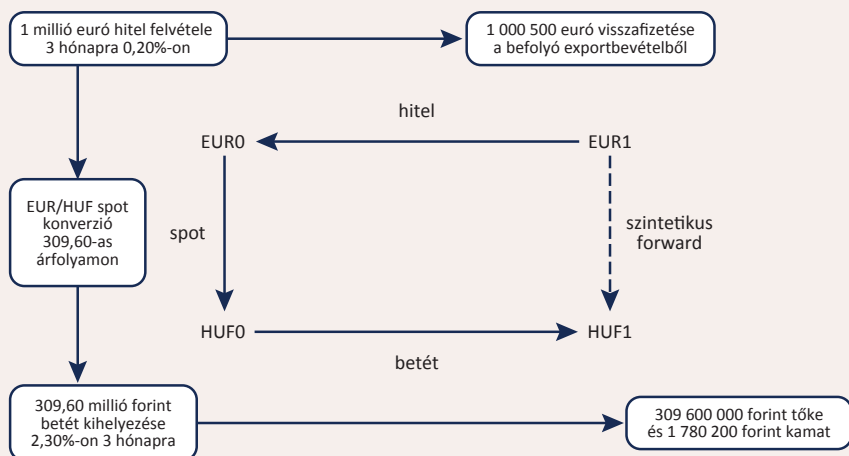 1 millió euró hitel felvétele
3 hónapra 0,20%-on
1 000 500 euró visszafizetése
a befolyó exportbevételből
hitel
EUR0
EUR1
EUR/HUF spot
konverzió
309,60-as
árfolyamon
spot
szintetikus
forward
HUF0
HUF1
betét
309,60 millió forint
betét kihelyezése
2,30%-on 3 hónapra
309 600 000 forint tőke
és 1 780 200 forint kamat